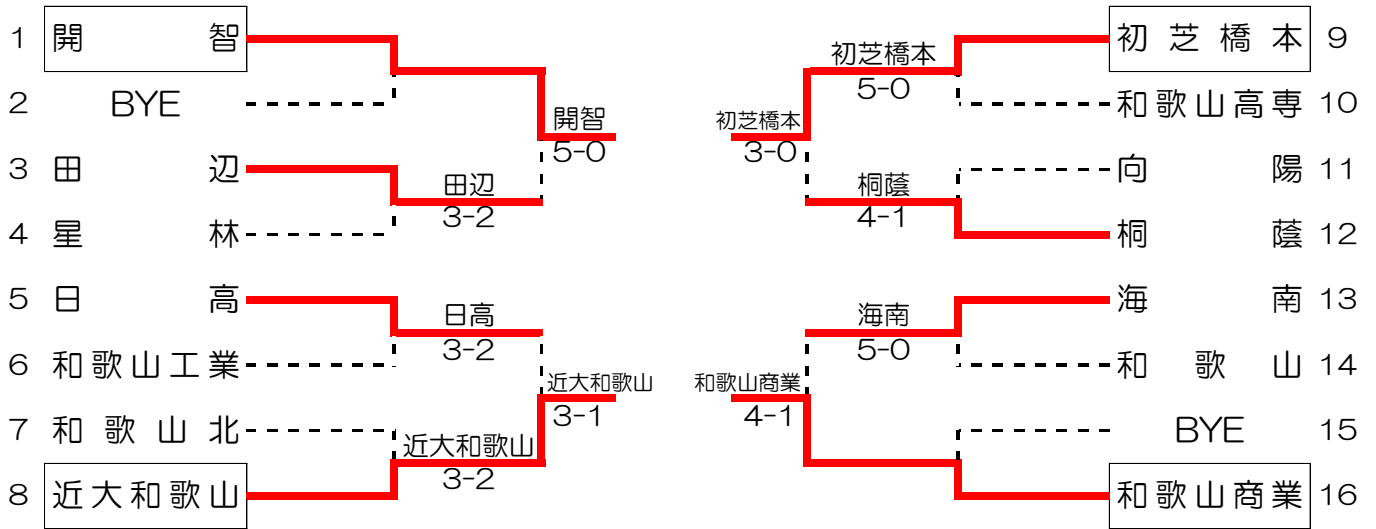 1 開智
2 BYE
3 田辺
4 星林
5 日高
6 和歌山工業
7 和歌山北
8 近大和歌山
田辺
3-2
日高
3-2
近大和歌山
3-2
開智
5-0
近大和歌山
3-1
初芝橋本
3-0
和歌山商業
4-1
初芝橋本
5-0
桐蔭
4-1
海南
5-0
初芝橋本 9
和歌山高専 10
向陽 11
桐蔭 12
海南 13
和歌山 14
BYE 15
和歌山商業 16